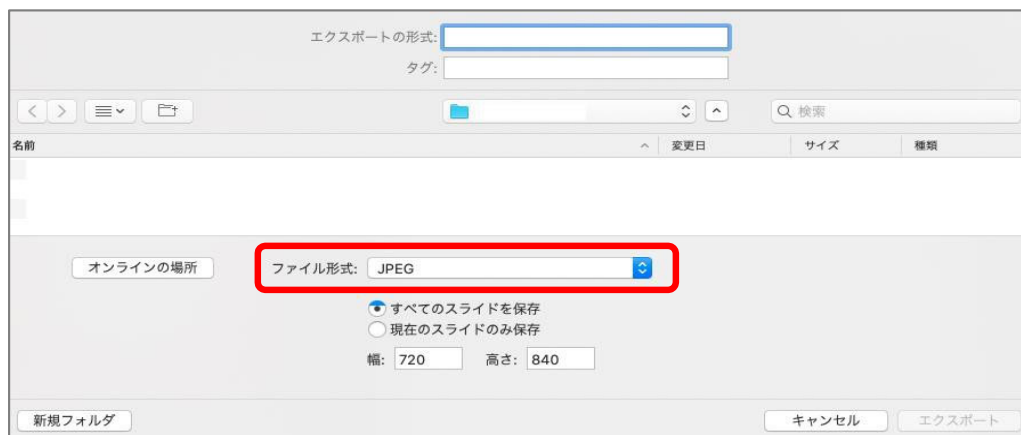 エクスポートの形式:
タグ:
検索
名前 変更日 サイズ 種類
オンラインの場所 ファイル形式: JPEG
すべてのスライドを保存
現在のスライドのみ保存
幅: 720 高さ: 840
新規フォルダ キャンセル エクスポート